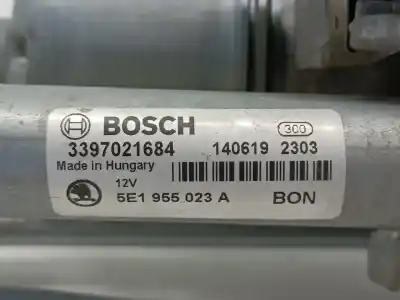 BOSCH 300
3397021684 140619 2303
Made in Hungary
12V
5E1 955 023 A BON